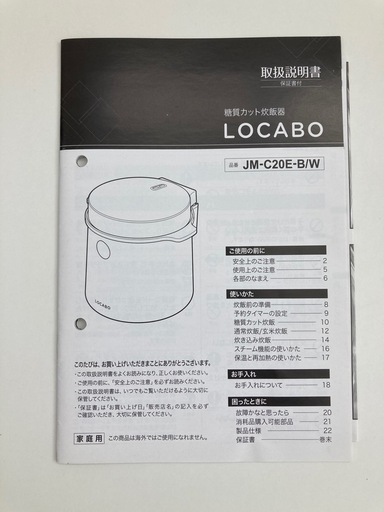 取扱説明書
保証書付
糖質カット炊飯器
LOCABO
品番 JM-C20E-B/W
LOCABO
ご使用の前に
安全上のご注意 2
使用上のご注意 5
各部のなまえ 6
使いかた
炊飯前の準備 8
予約タイマーの設定 9
糖質カット炊飯 10
通常炊飯/玄米炊飯 12
炊き込み炊飯 14
スチーム機能の使いかた 16
保温と再加熱の使いかた 17
お手入れ
お手入れについて 18
困ったときに
故障かなと思ったら 20
消耗品購入可能部品 21
製品仕様 22
保証書 巻末
このたびは、お買い上げいただきまことにありがとうございます。
・この取扱説明書をよくお読みになり、正しくお使いください。
・ご使用の前に、「安全上のご注意」を必ずお読みください。
・この取扱説明書は、いつでもご覧いただけるように大切に
保管してください。
・「保証書」は「お買い上げ日」「販売店名」の記入を必ず
ご確認いただき、大切に保管してください。
家庭用 この商品は海外ではご使用になれません。